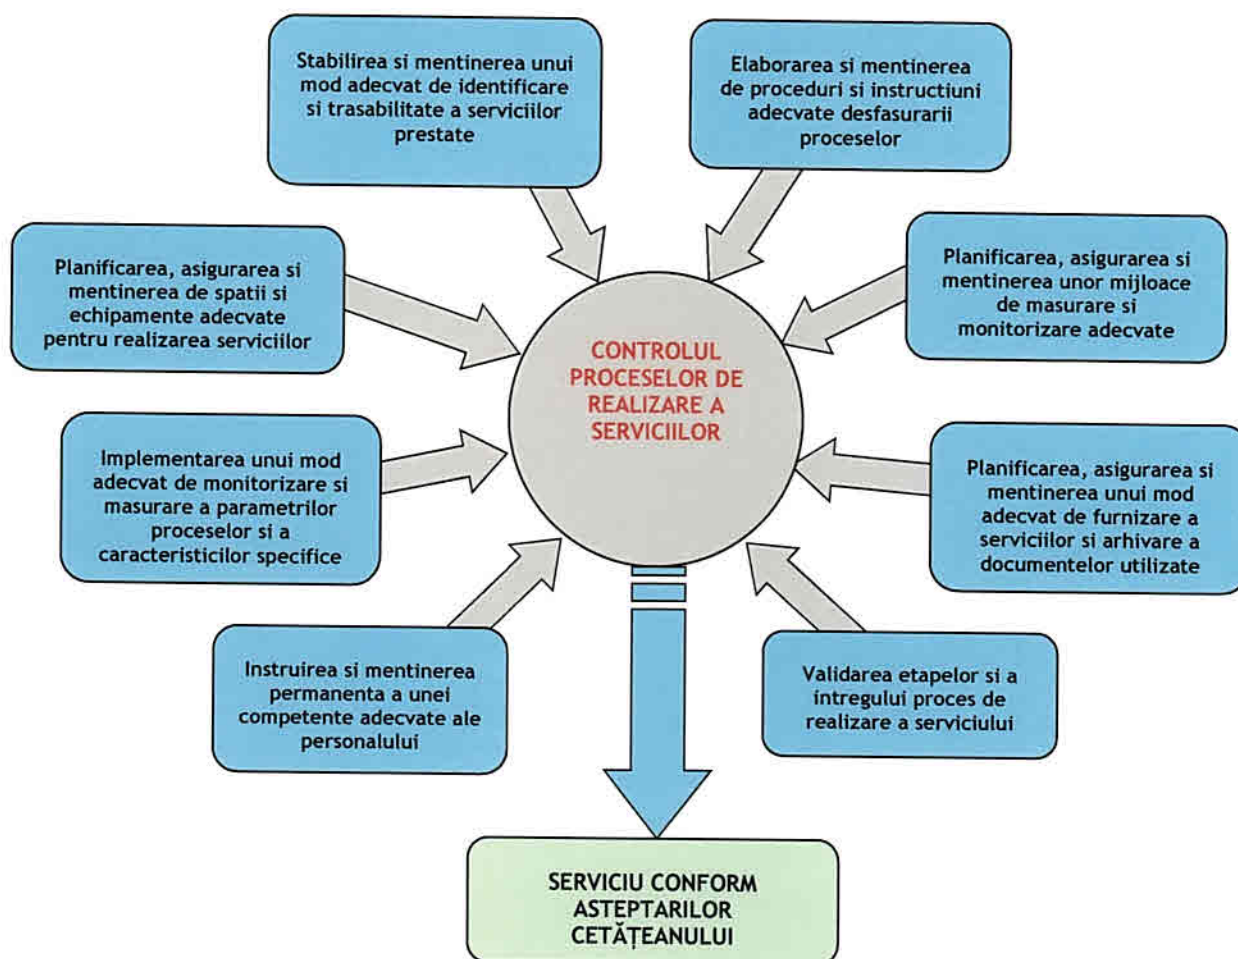 Stabilirea si mentinerea unui
mod adecvat de identificare
si trasabilitate a serviciilor
prestate
Elaborarea si mentinerea
de proceduri si instructiuni
adecvate desfasurarii
proceselor
Planificarea, asigurarea si
mentinerea de spatii si
echipamente adecvate
pentru realizarea serviciilor
Planificarea, asigurarea si
mentinerea unor mijloace
de masurare si
monitorizare adecvate
CONTROLUL
PROCESELOR DE
REALIZARE A
SERVICIILOR
Implementarea unui mod
adecvat de monitorizare si
masurare a parametrilor
proceselor si a
caracteristicilor specifice
Planificarea, asigurarea si
mentinerea unui mod
adecvat de furnizare a
serviciilor si arhivare a
documentelor utilizate
Instruirea si mentinerea
permanenta a unei
competente adecvate ale
personalului
Validarea etapelor si a
intregului proces de
realizare a serviciului
SERVICIU CONFORM
ASTEPTARILOR
CETĂȚEANULUI